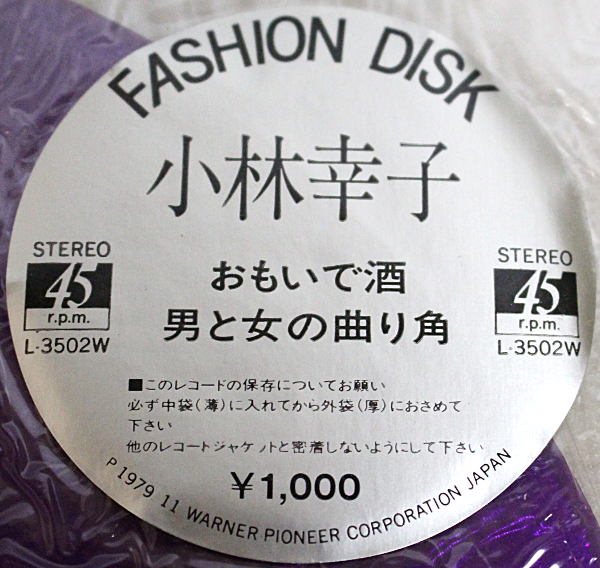 FASHION DISK
小林幸子
STEREO
45
r.p.m.
L-3502W
おもいで酒
男と女の曲り角
STEREO
45
r.p.m.
L-3502W
■このレコードの保存についてお願い
必ず中袋(薄)に入れてから外袋(厚)におさめて
下さい
他のレコートジャケットと密着しないようにして下さい
¥1,000
P 1979 11 WARNER PIONEER CORPORATION JAPAN